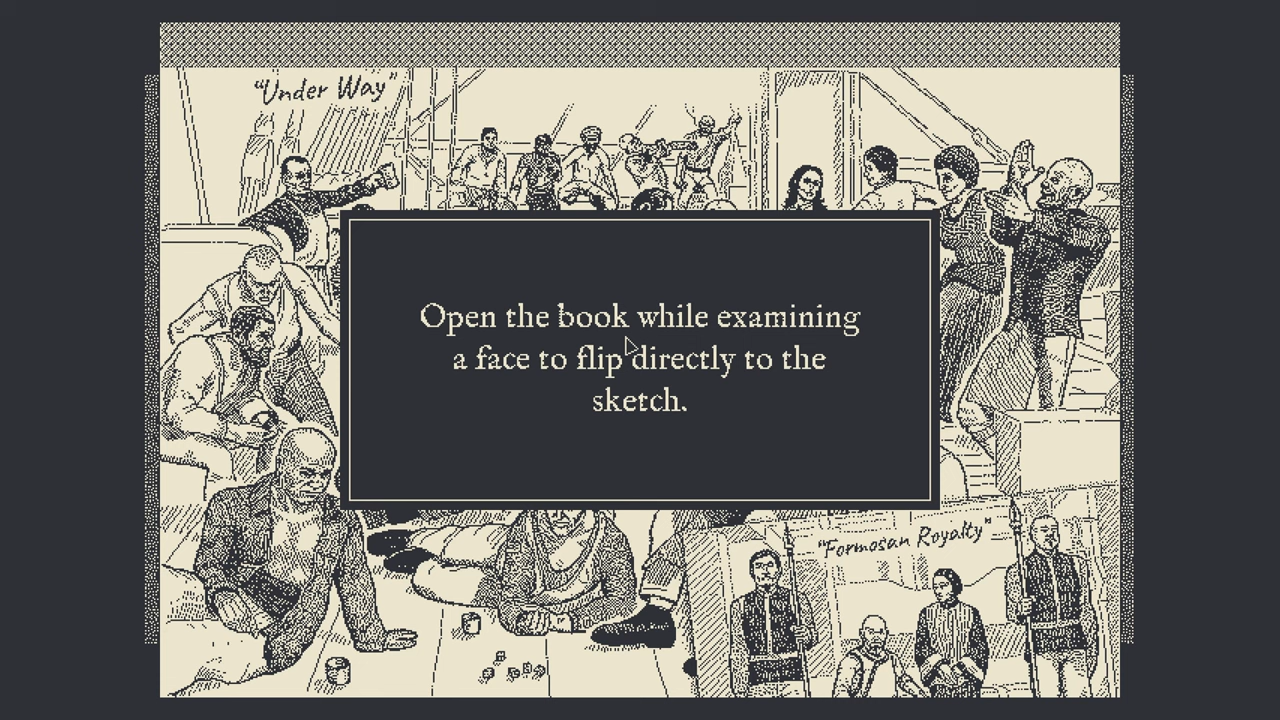 "Under Way"
Open the book while examining
a face to flip directly to the
sketch.
"Formosan Royalty"